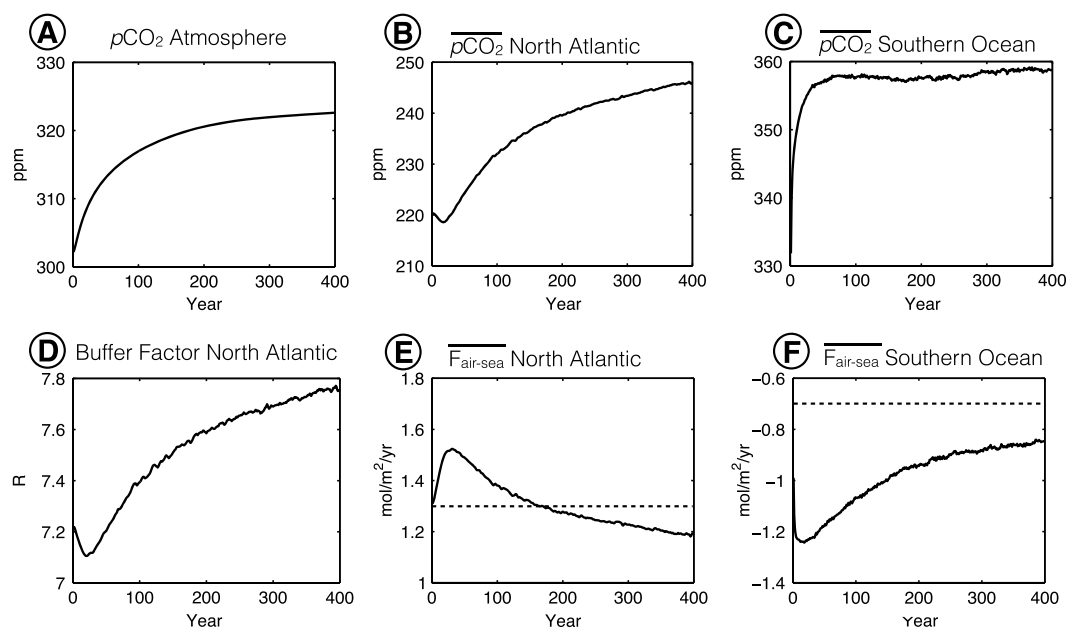 A pCO₂ Atmosphere
330
320
310
300
ppm
0 100 200 300 400
Year
B pCO₂ North Atlantic
250
240
230
220
210
ppm
0 100 200 300 400
Year
C pCO₂ Southern Ocean
360
350
340
330
ppm
0 100 200 300 400
Year
D Buffer Factor North Atlantic
7.8
7.6
7.4
7.2
7
R
0 100 200 300 400
Year
E Fair-sea North Atlantic
1.8
1.6
1.4
1.2
1
mol/m²/yr
0 100 200 300 400
Year
F Fair-sea Southern Ocean
−0.6
−0.8
−1
−1.2
−1.4
mol/m²/yr
0 100 200 300 400
Year